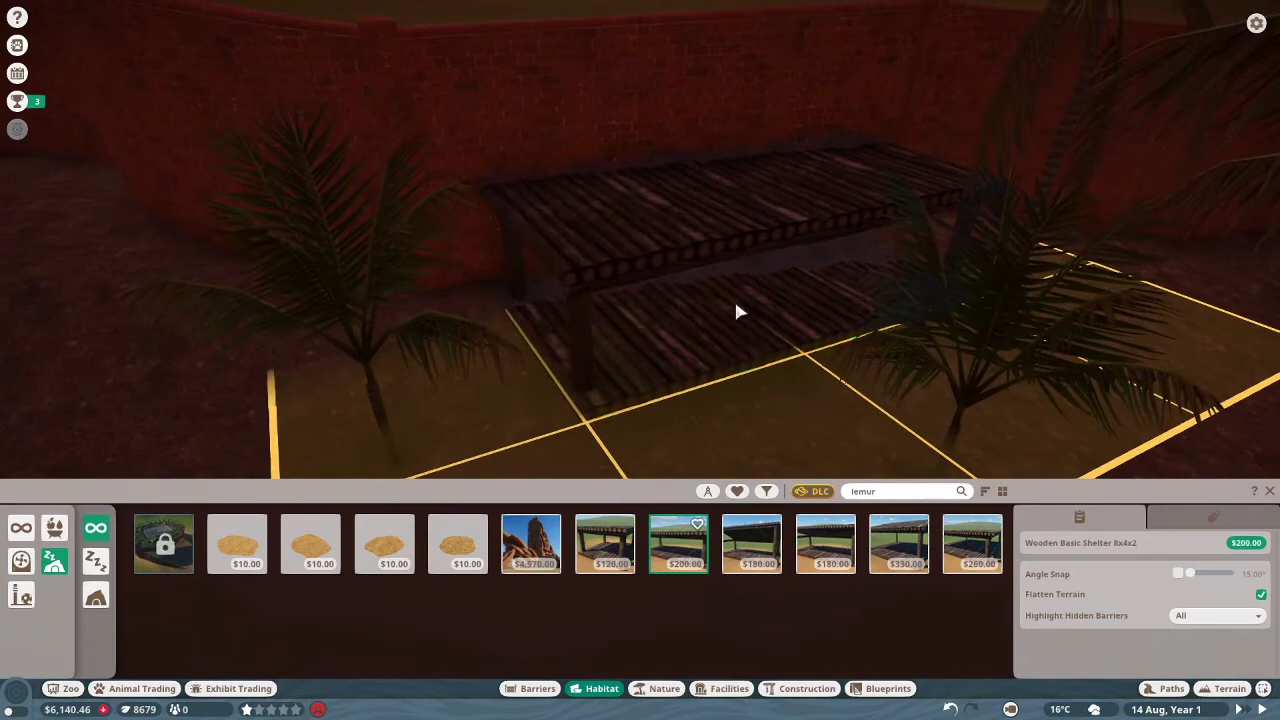 ?
3
A
DLC
lemur
?
$10.00
$10.00
$10.00
$10.00
$4,970.00
$120.00
$200.00
$180.00
$180.00
$330.00
$260.00
Wooden Basic Shelter 8x4x2 $200.00
Angle Snap 15.00°
Flatten Terrain
Highlight Hidden Barriers All
Zoo Animal Trading Exhibit Trading Barriers Habitat Nature Facilities Construction Blueprints Paths Terrain
$6,140.46 8679 0 16°C 14 Aug, Year 1